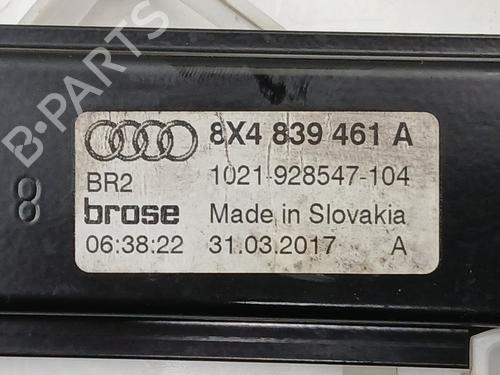 B-PARTS
8X4 839 461 A
BR2 1021-928547-104
brose Made in Slovakia
06:38:22 31.03.2017 A
8